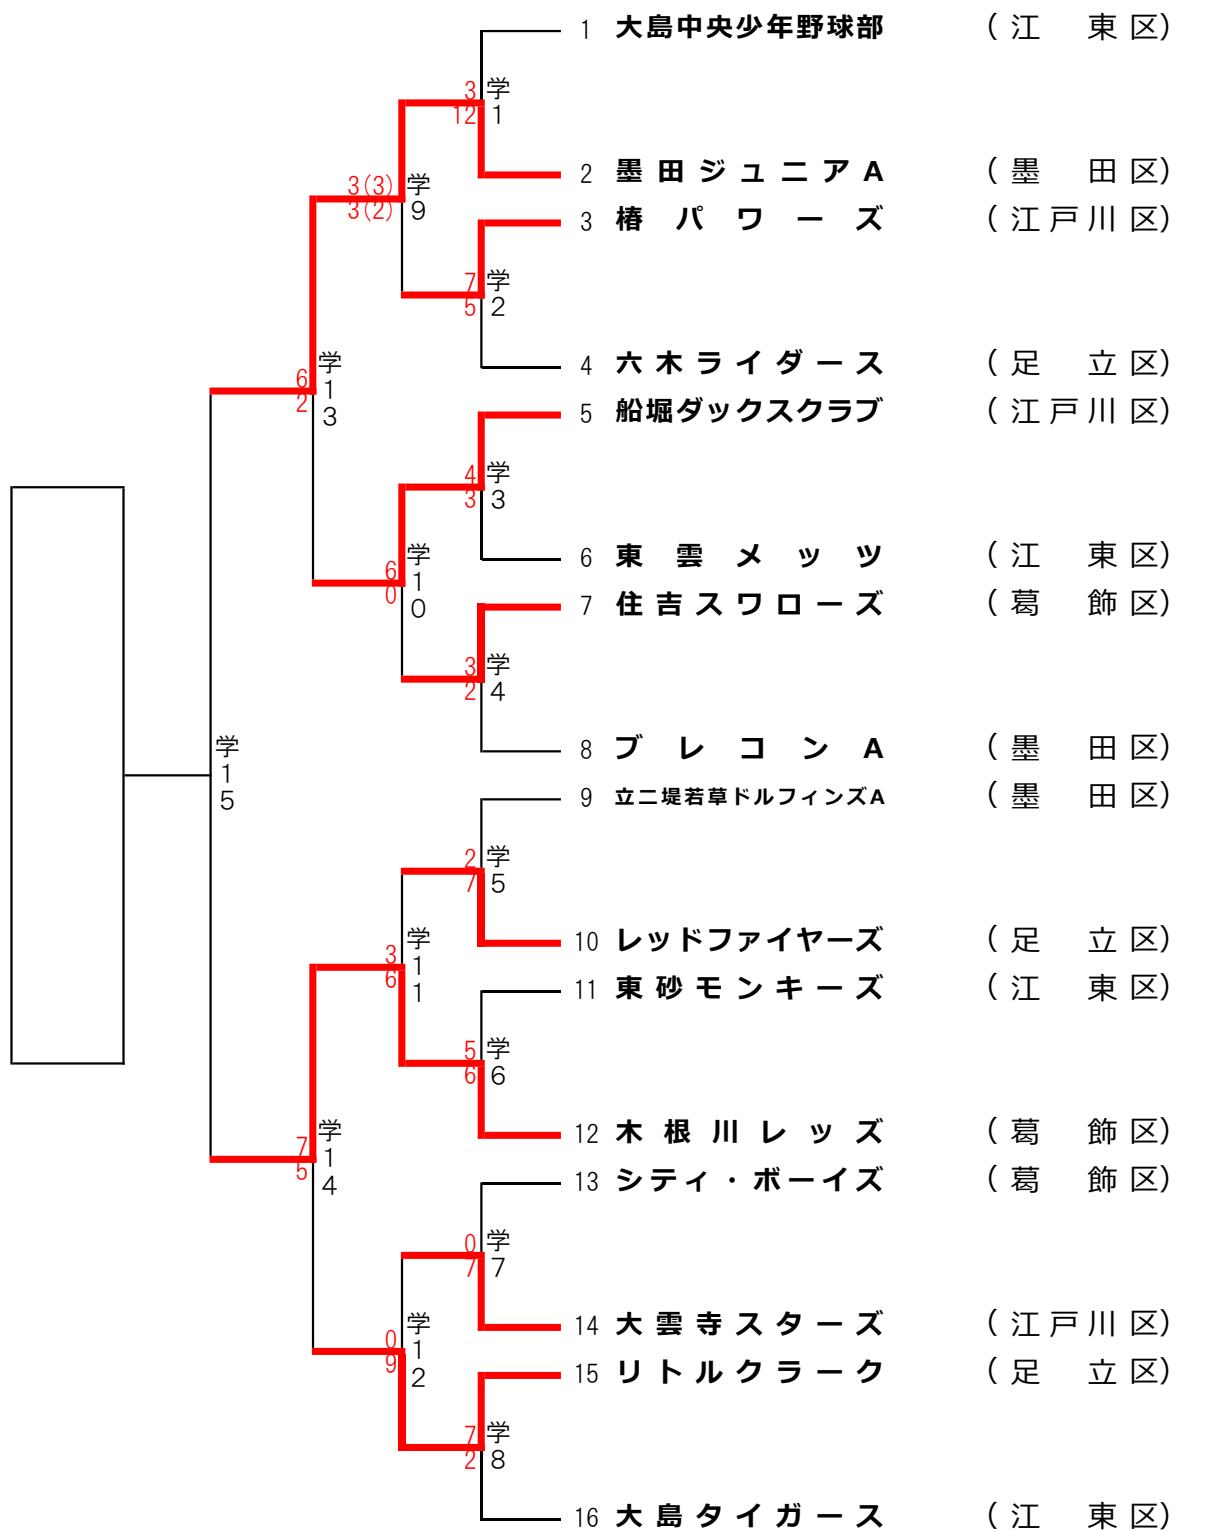 1 大島中央少年野球部 (江 東区)
3 学1
12
2 墨田ジュニアA (墨 田区)
3(3) 学9
3(2)
3 椿パワーズ (江戸川区)
7 学2
5
4 六木ライダース (足 立区)
6 学13
2
5 船堀ダックスクラブ (江戸川区)
4 学3
3
6 東雲メッツ (江 東区)
6 学10
0
7 住吉スワローズ (葛 飾区)
3 学4
2
8 ブレコンA (墨 田区)
学15
9 立二堤若草ドルフィンズA (墨 田区)
2 学5
7
10 レッドファイヤーズ (足 立区)
3 学11
6
11 東砂モンキーズ (江 東区)
5 学6
6
12 木根川レッズ (葛 飾区)
7 学14
5
13 シティ・ボーイズ (葛 飾区)
0 学7
7
14 大雲寺スターズ (江戸川区)
0 学12
9
15 リトルクラーク (足 立区)
7 学8
2
16 大島タイガース (江 東区)